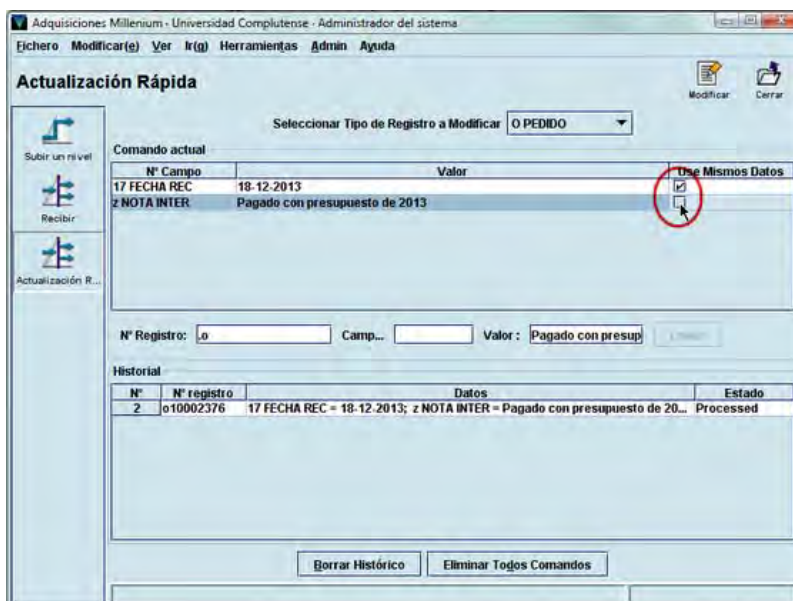 Adquisiciones Millenium - Universidad Complutense - Administrador del sistema
Fichero Modificar(e) Ver Ir(g) Herramientas Admin Ayuda
Actualización Rápida
Modificar Cerrar
Seleccionar Tipo de Registro a Modificar O PEDIDO
Subir un nivel
Recibir
Actualización R...
Comando actual
Nº Campo Valor Use Mismos Datos
17 FECHA REC 18-12-2013
z NOTA INTER Pagado con presupuesto de 2013
Nº Registro: .o Camp... Valor : Pagado con presup
Historial
Nº Nº registro Datos Estado
2 o10002376 17 FECHA REC = 18-12-2013; z NOTA INTER = Pagado con presupuesto de 20... Processed
Borrar Histórico Eliminar Todos Comandos